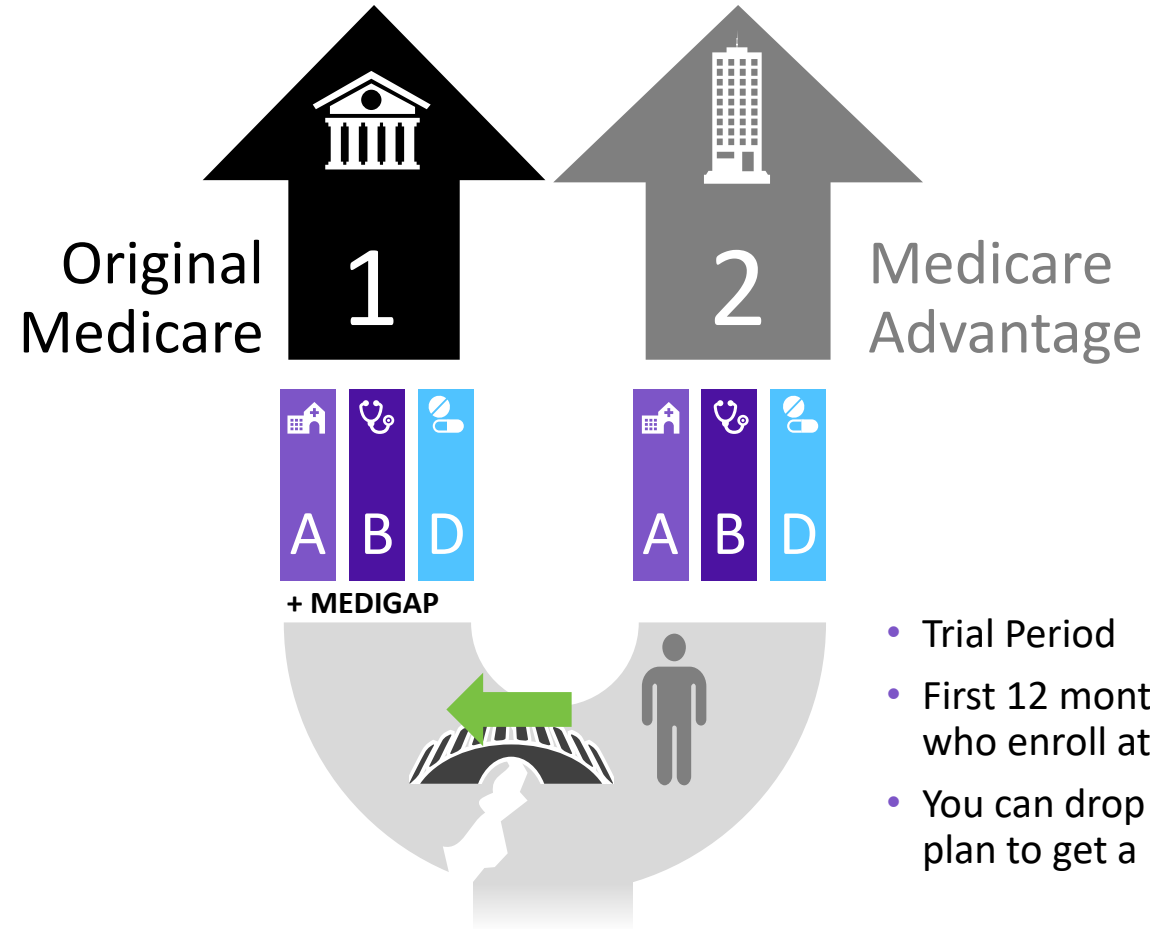 Original
Medicare
1
2
Medicare
Advantage
A B D
A B D
+ MEDIGAP
• Trial Period
• First 12 mont
who enroll at
• You can drop
plan to get a